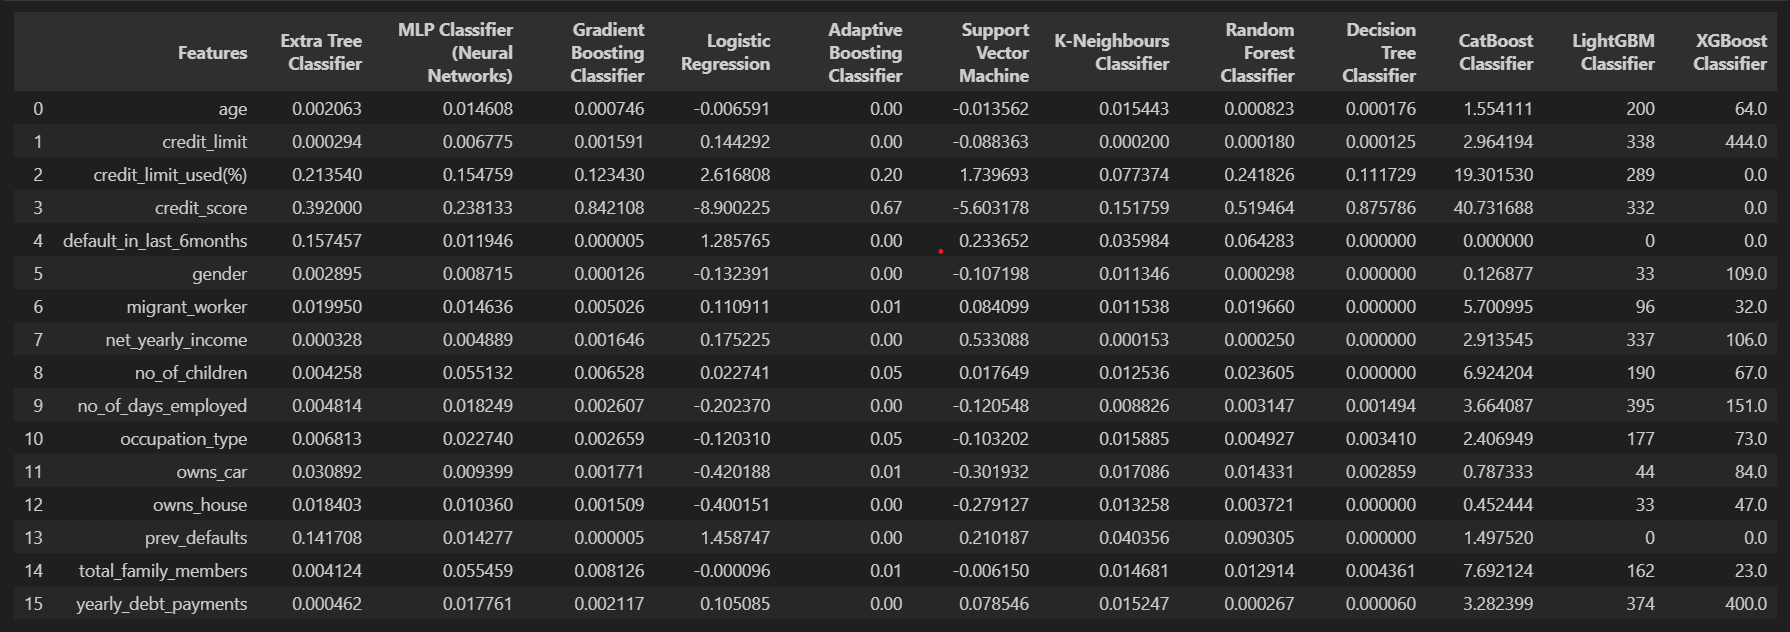 Features Extra Tree Classifier MLP Classifier (Neural Networks) Gradient Boosting Classifier Logistic Regression Adaptive Boosting Classifier Support Vector Machine K-Neighbours Classifier Random Forest Classifier Decision Tree Classifier CatBoost Classifier LightGBM Classifier XGBoost Classifier
0 age 0.002063 0.014608 0.000746 -0.006591 0.00 -0.013562 0.015443 0.000823 0.000176 1.554111 200 64.0
1 credit_limit 0.000294 0.006775 0.001591 0.144292 0.00 -0.088363 0.000200 0.000180 0.000125 2.964194 338 444.0
2 credit_limit_used(%) 0.213540 0.154759 0.123430 2.616808 0.20 1.739693 0.077374 0.241826 0.111729 19.301530 289 0.0
3 credit_score 0.392000 0.238133 0.842108 -8.900225 0.67 -5.603178 0.151759 0.519464 0.875786 40.731688 332 0.0
4 default_in_last_6months 0.157457 0.011946 0.000005 1.285765 0.00 0.233652 0.035984 0.064283 0.000000 0.000000 0 0.0
5 gender 0.002895 0.008715 0.000126 -0.132391 0.00 -0.107198 0.011346 0.000298 0.000000 0.126877 33 109.0
6 migrant_worker 0.019950 0.014636 0.005026 0.110911 0.01 0.084099 0.011538 0.019660 0.000000 5.700995 96 32.0
7 net_yearly_income 0.000328 0.004889 0.001646 0.175225 0.00 0.533088 0.000153 0.000250 0.000000 2.913545 337 106.0
8 no_of_children 0.004258 0.055132 0.006528 0.022741 0.05 0.017649 0.012536 0.023605 0.000000 6.924204 190 67.0
9 no_of_days_employed 0.004814 0.018249 0.002607 -0.202370 0.00 -0.120548 0.008826 0.003147 0.001494 3.664087 395 151.0
10 occupation_type 0.006813 0.022740 0.002659 -0.120310 0.05 -0.103202 0.015885 0.004927 0.003410 2.406949 177 73.0
11 owns_car 0.030892 0.009399 0.001771 -0.420188 0.01 -0.301932 0.017086 0.014331 0.002859 0.787333 44 84.0
12 owns_house 0.018403 0.010360 0.001509 -0.400151 0.00 -0.279127 0.013258 0.003721 0.000000 0.452444 33 47.0
13 prev_defaults 0.141708 0.014277 0.000005 1.458747 0.00 0.210187 0.040356 0.090305 0.000000 1.497520 0 0.0
14 total_family_members 0.004124 0.055459 0.008126 -0.000096 0.01 -0.006150 0.014681 0.012914 0.004361 7.692124 162 23.0
15 yearly_debt_payments 0.000462 0.017761 0.002117 0.105085 0.00 0.078546 0.015247 0.000267 0.000060 3.282399 374 400.0